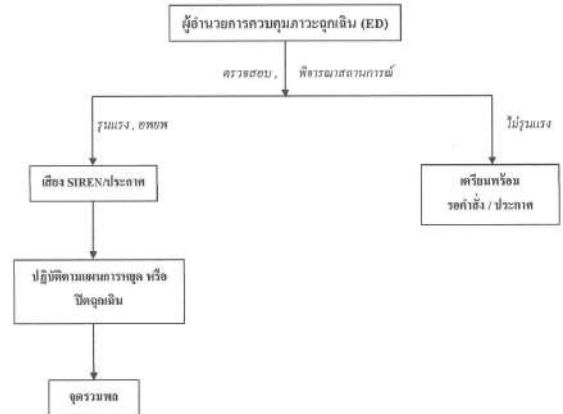 ผู้อำนวยการควบคุมภาวะฉุกเฉิน (ED)
ตรวจสอบ , พิจารณาสถานการณ์
รุนแรง , อพยพ
ไม่รุนแรง
เสียง SIREN/ประกาศ
เตรียมพร้อม
รอคำสั่ง / ประกาศ
ปฏิบัติตามแผนการหยุด หรือ
ปิดฉุกเฉิน
จุดรวมพล